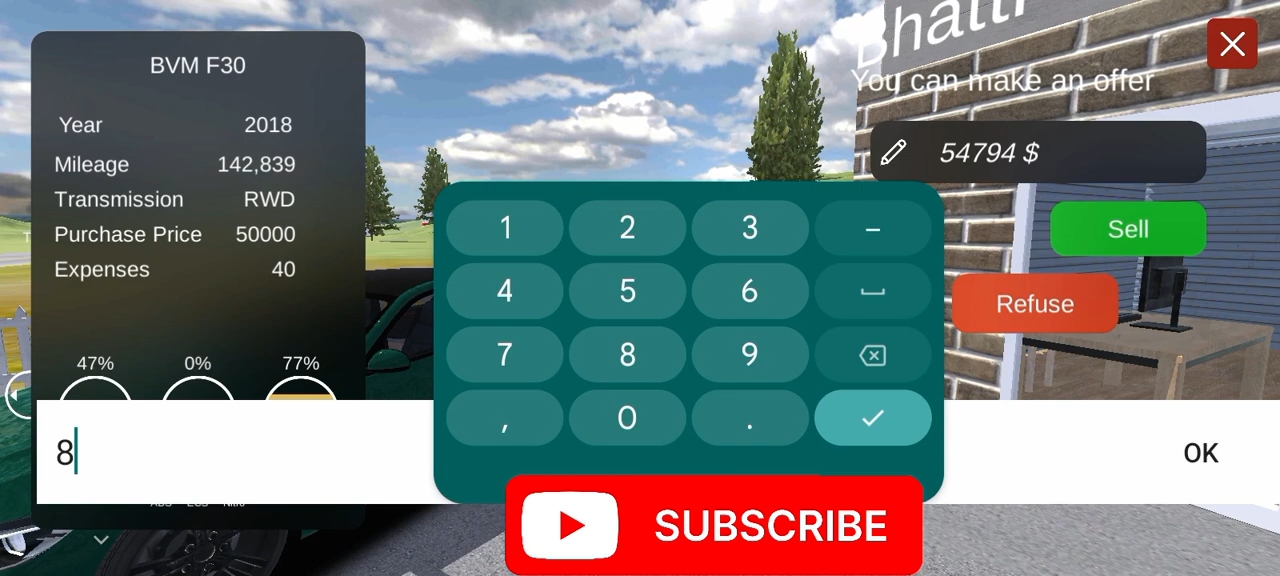 BVM F30
Year 2018
Mileage 142,839
Transmission RWD
Purchase Price 50000
Expenses 40
47% 0% 77%
Bhatti
You can make an offer
54794 $
Sell
Refuse
1 2 3 –
4 5 6
7 8 9
, 0 .
8
OK
SUBSCRIBE